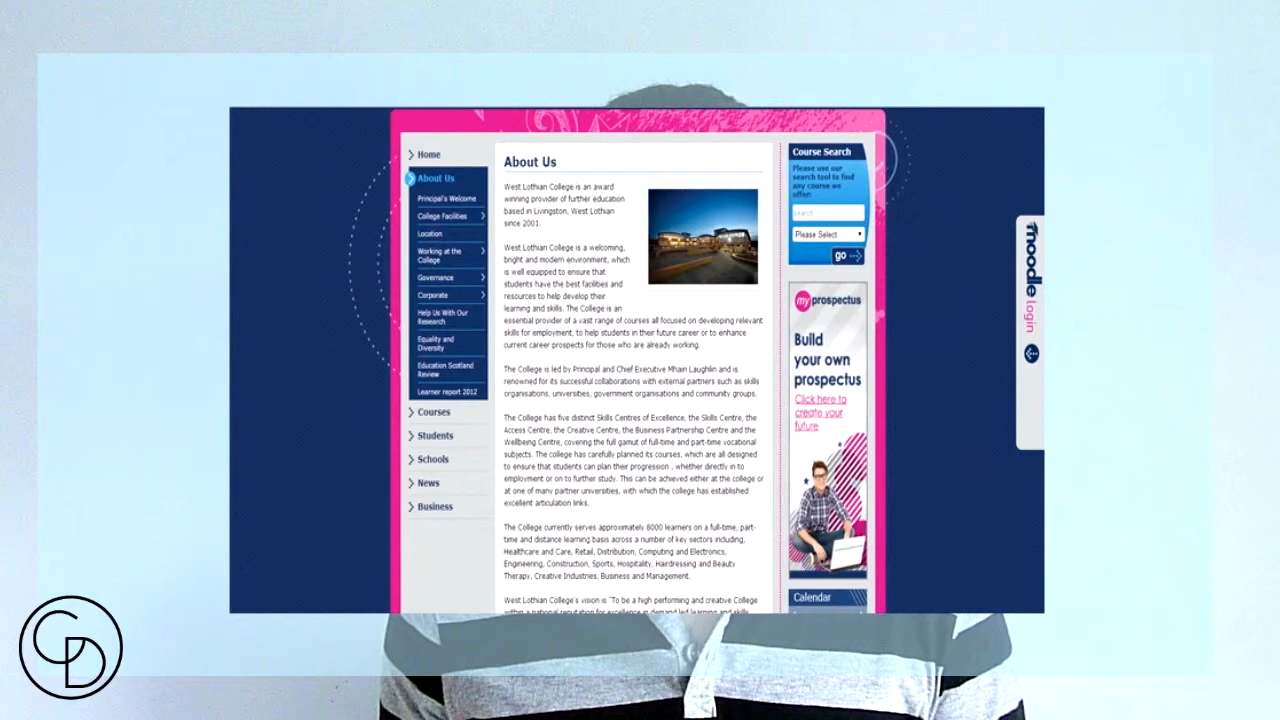 Home
About Us
Principal's Welcome
College Facilities
Location
Working at the
College
Governance
Corporate
Help Us With Our
Research
Equality and
Diversity
Education Scotland
Review
Learner report 2012
Courses
Students
Schools
News
Business
About Us
West Lothian College is an award
winning provider of further education
based in Livingston, West Lothian
since 2001.
West Lothian College is a welcoming,
bright and modern environment, which
is well equipped to ensure that
students have the best facilities and
resources to help develop their
learning and skills. The College is an
essential provider of a vast range of courses all focused on developing relevant
skills for employment, to help students in their future career or to enhance
current career prospects for those who are already working.
The College is led by Principal and Chief Executive Mhairi Laughlin and is
renowned for its successful collaborations with external partners such as skills
organisations, universities, government organisations and community groups.
The College has five distinct Skills Centres of Excellence, the Skills Centre, the
Access Centre, the Creative Centre, the Business Partnership Centre and the
Wellbeing Centre, covering the full gamut of full-time and part-time vocational
subjects. The college has carefully planned its courses, which are all designed
to ensure that students can plan their progression , whether directly in to
employment or on to further study. This can be achieved either at the college or
at one of many partner universities, with which the college has established
excellent articulation links.
The College currently serves approximately 8000 learners on a full-time, part-
time and distance learning basis across a number of key sectors including,
Healthcare and Care, Retail, Distribution, Computing and Electronics,
Engineering, Construction, Sports, Hospitality, Hairdressing and Beauty
Therapy, Creative Industries, Business and Management.
West Lothian College's vision is "To be a high performing and creative College
within a national reputation for excellence in demand led learning and skills
Course Search
Please use our
search tool to find
any course we
offer:
search
Please Select
go
myprospectus
Build
your own
prospectus
Click here to
create your
future
Calendar
moodle login
CD